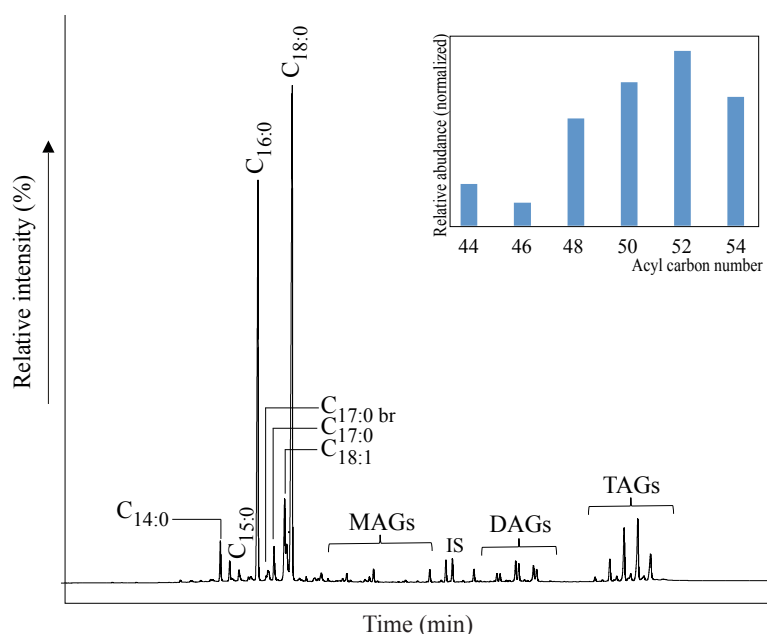 C18:0
C16:0
Relative intensity (%)
C17:0 br
C17:0
C18:1
C14:0
C15:0
MAGs
IS
DAGs
TAGs
Time (min)
Relative abudance (normalized)
44 46 48 50 52 54
Acyl carbon number